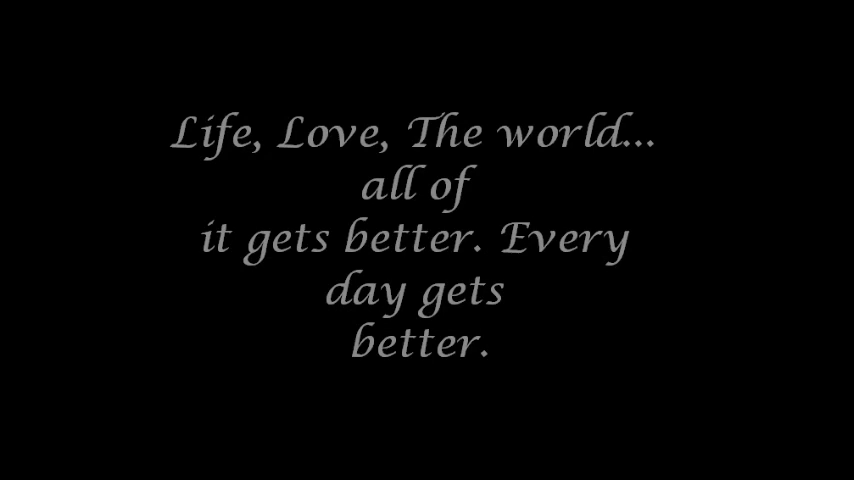 Life, Love, The world...
all of
it gets better. Every
day gets
better.